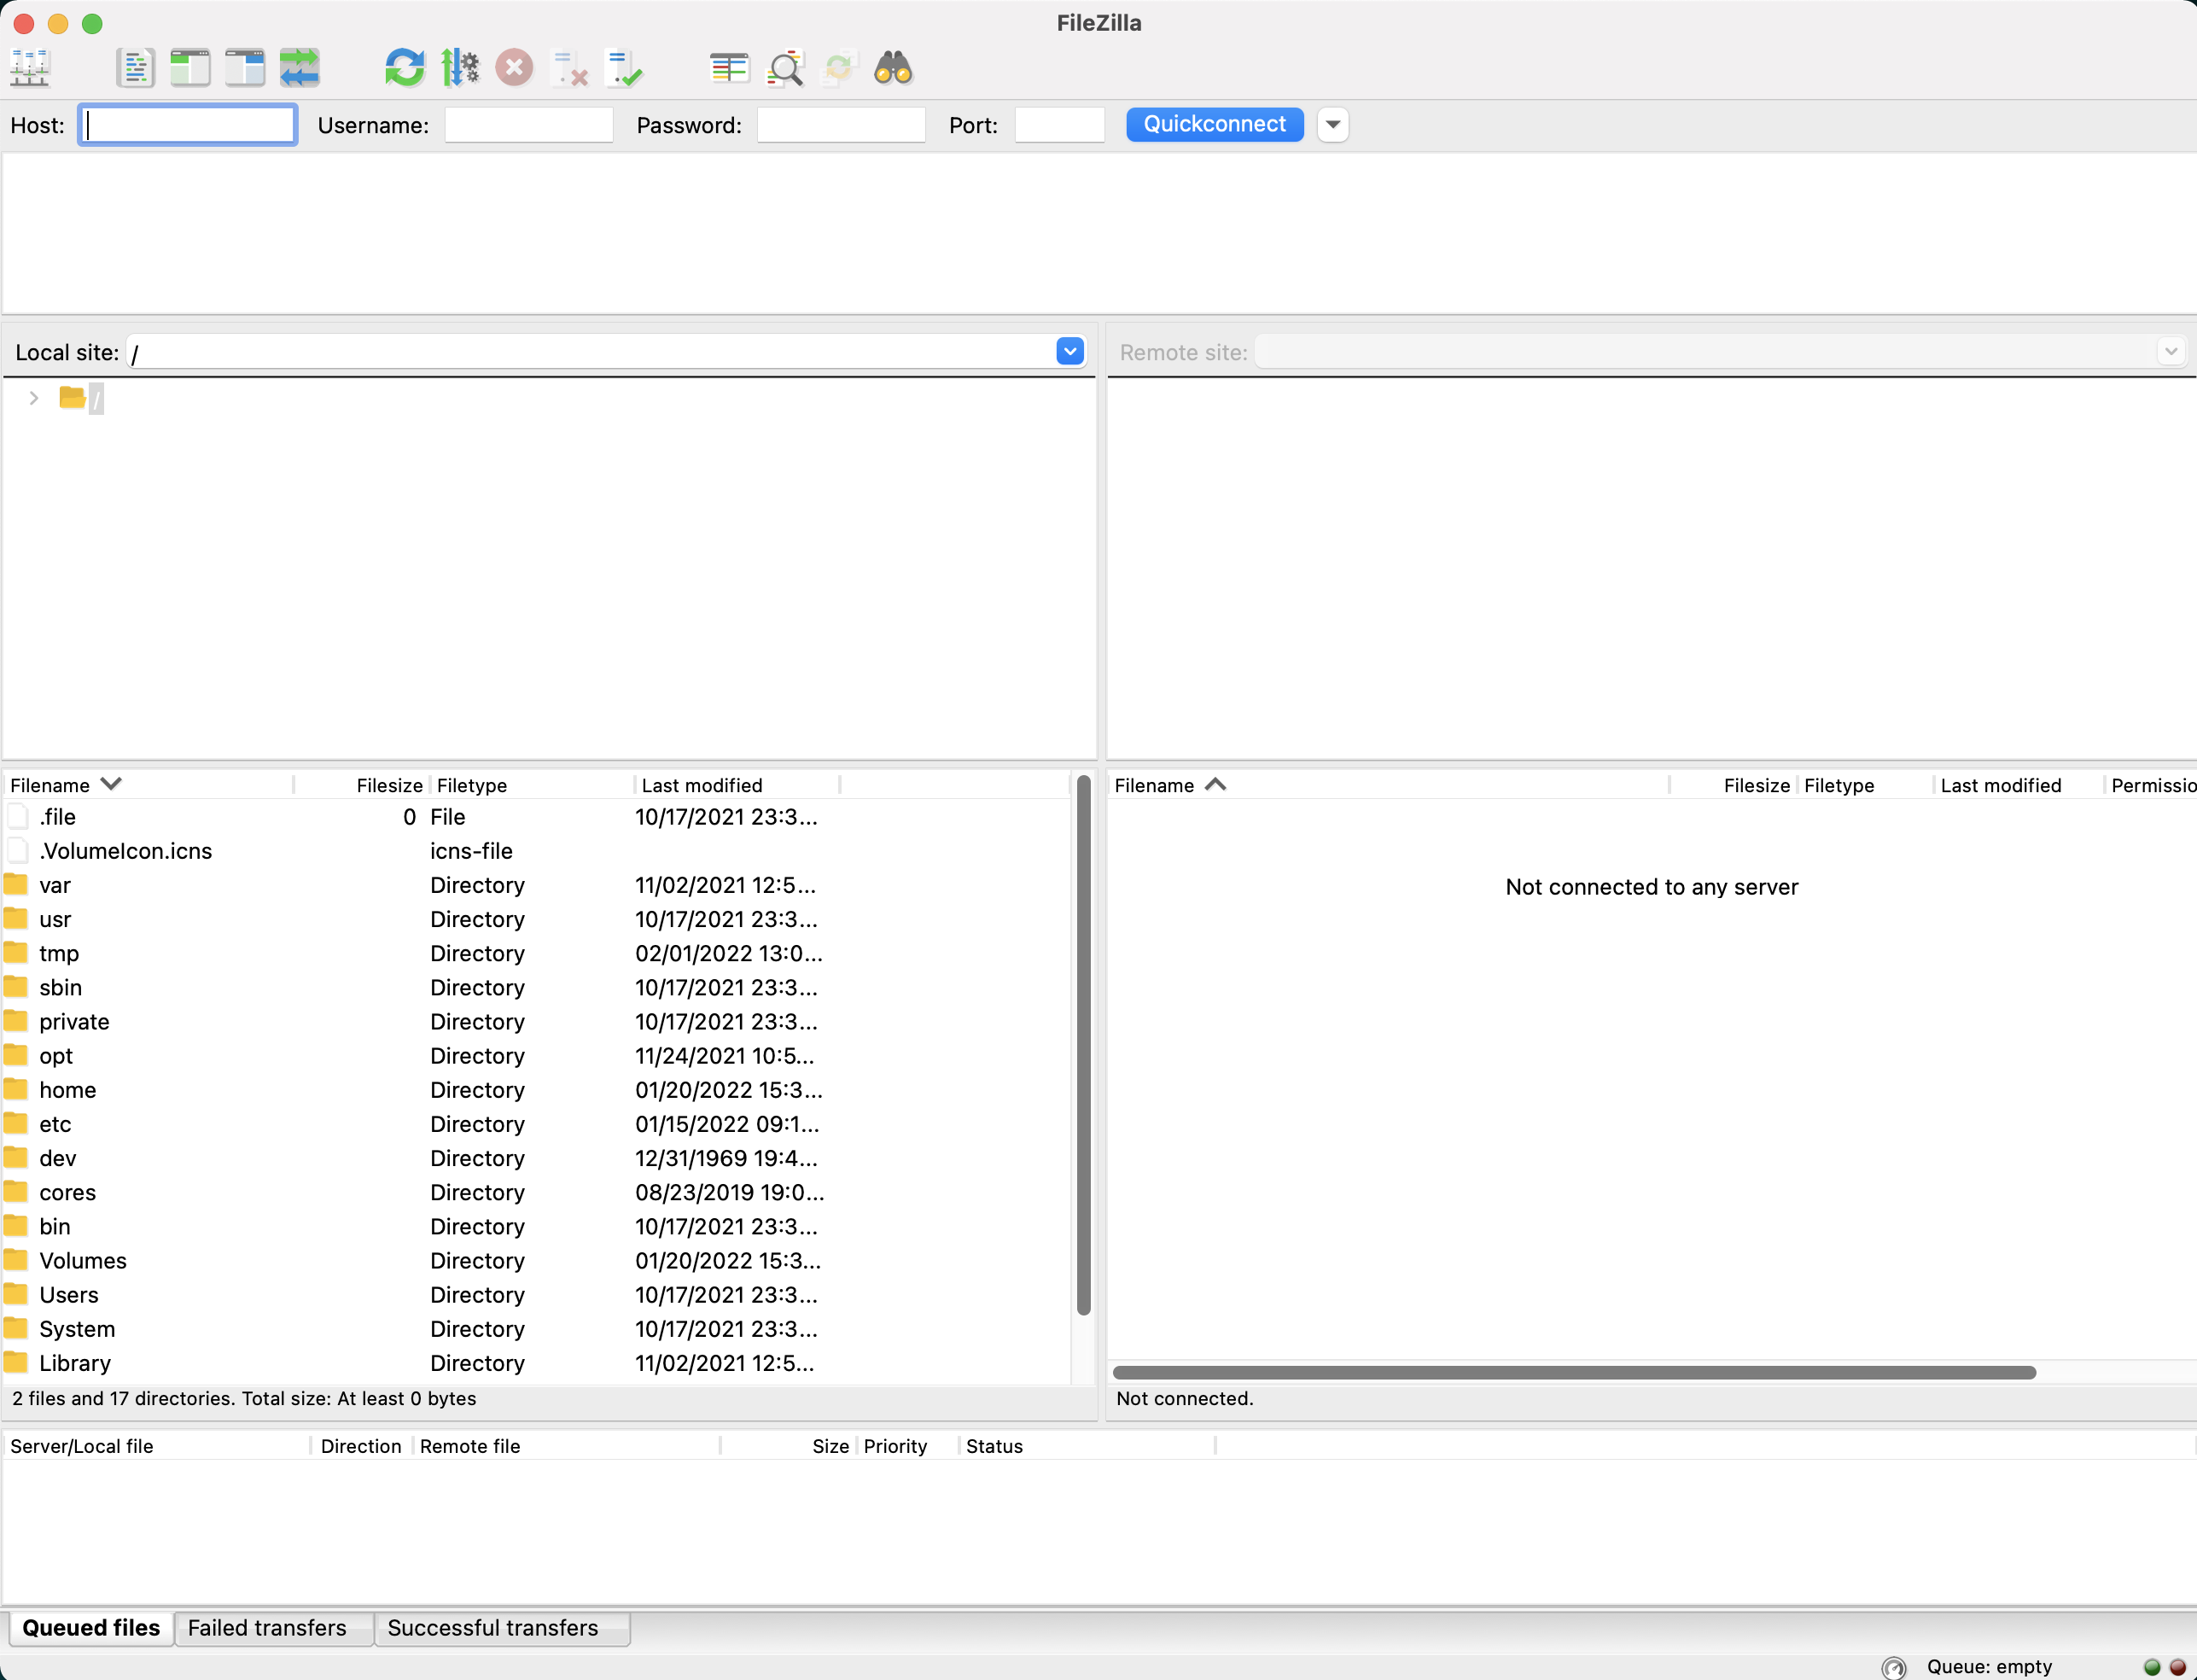 FileZilla
Host: Username: Password: Port: Quickconnect
Local site: /
Remote site:
/
Filename Filesize Filetype Last modified
.file 0 File 10/17/2021 23:3...
.VolumeIcon.icns icns-file
var Directory 11/02/2021 12:5...
usr Directory 10/17/2021 23:3...
tmp Directory 02/01/2022 13:0...
sbin Directory 10/17/2021 23:3...
private Directory 10/17/2021 23:3...
opt Directory 11/24/2021 10:5...
home Directory 01/20/2022 15:3...
etc Directory 01/15/2022 09:1...
dev Directory 12/31/1969 19:4...
cores Directory 08/23/2019 19:0...
bin Directory 10/17/2021 23:3...
Volumes Directory 01/20/2022 15:3...
Users Directory 10/17/2021 23:3...
System Directory 10/17/2021 23:3...
Library Directory 11/02/2021 12:5...
2 files and 17 directories. Total size: At least 0 bytes
Filename Filesize Filetype Last modified Permissio
Not connected to any server
Not connected.
Server/Local file Direction Remote file Size Priority Status
Queued files Failed transfers Successful transfers
Queue: empty